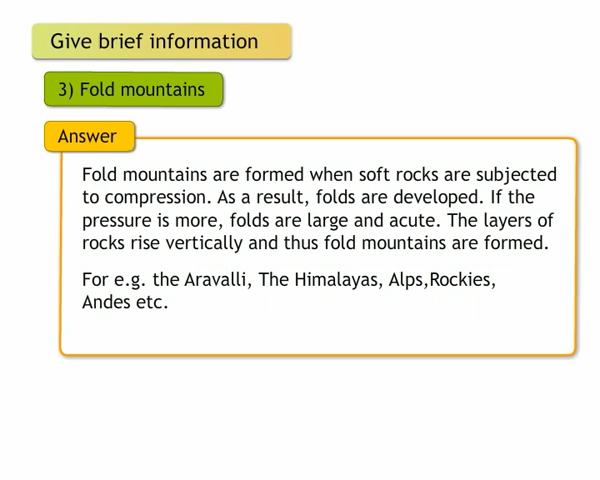 Give brief information
3) Fold mountains
Answer
Fold mountains are formed when soft rocks are subjected
to compression. As a result, folds are developed. If the
pressure is more, folds are large and acute. The layers of
rocks rise vertically and thus fold mountains are formed.
For e.g. the Aravalli, The Himalayas, Alps,Rockies,
Andes etc.